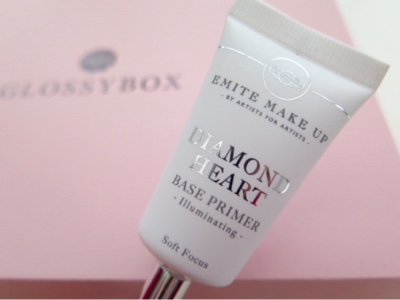 GLOSSYBOX
EMITE MAKE UP
- BY ARTISTS FOR ARTISTS -
DIAMOND
HEART
BASE PRIMER
- Illuminating -
Soft Focus